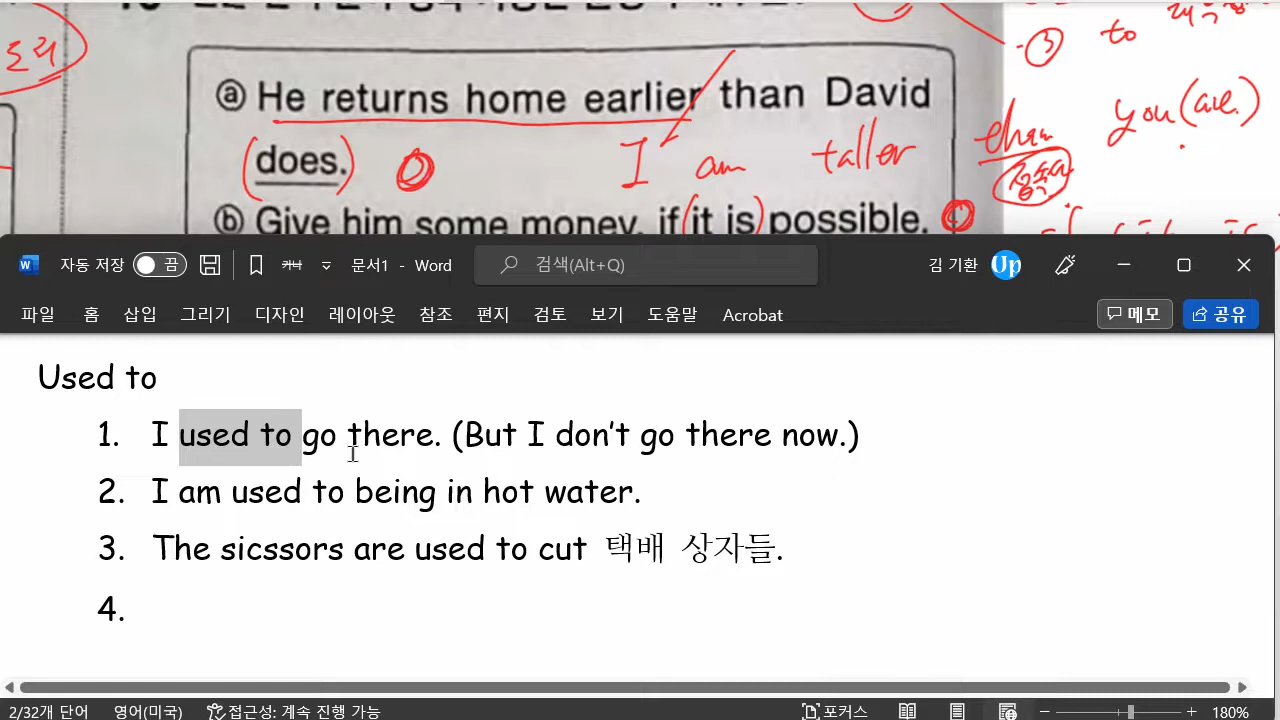 도리
③ to
ⓐ He returns home earlier than David
does.
I am taller than you (are.)
접속사
ⓑ Give him some money, if it is possible.
자동 저장 끔 가나 문서1 - Word 검색(Alt+Q) 김 기환 Up
파일 홈 삽입 그리기 디자인 레이아웃 참조 편지 검토 보기 도움말 Acrobat 메모 공유
Used to
1. I used to go there. (But I don't go there now.)
2. I am used to being in hot water.
3. The sicssors are used to cut 택배 상자들.
4.
2/32개 단어 영어(미국) 접근성: 계속 진행 가능 포커스 180%